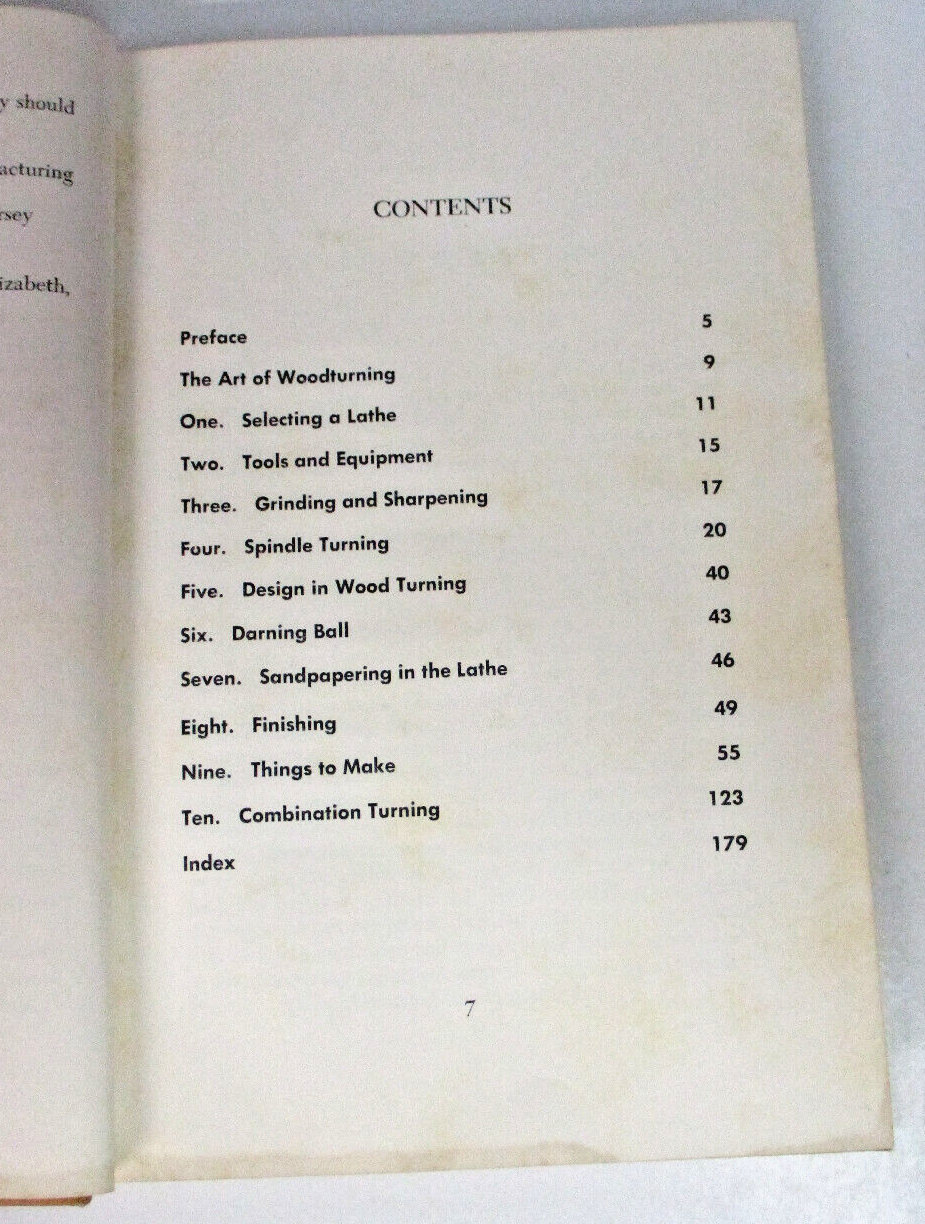 y should
acturing
rsey
izabeth,
CONTENTS
Preface 5
The Art of Woodturning 9
One. Selecting a Lathe 11
Two. Tools and Equipment 15
Three. Grinding and Sharpening 17
Four. Spindle Turning 20
Five. Design in Wood Turning 40
Six. Darning Ball 43
Seven. Sandpapering in the Lathe 46
Eight. Finishing 49
Nine. Things to Make 55
Ten. Combination Turning 123
Index 179
7